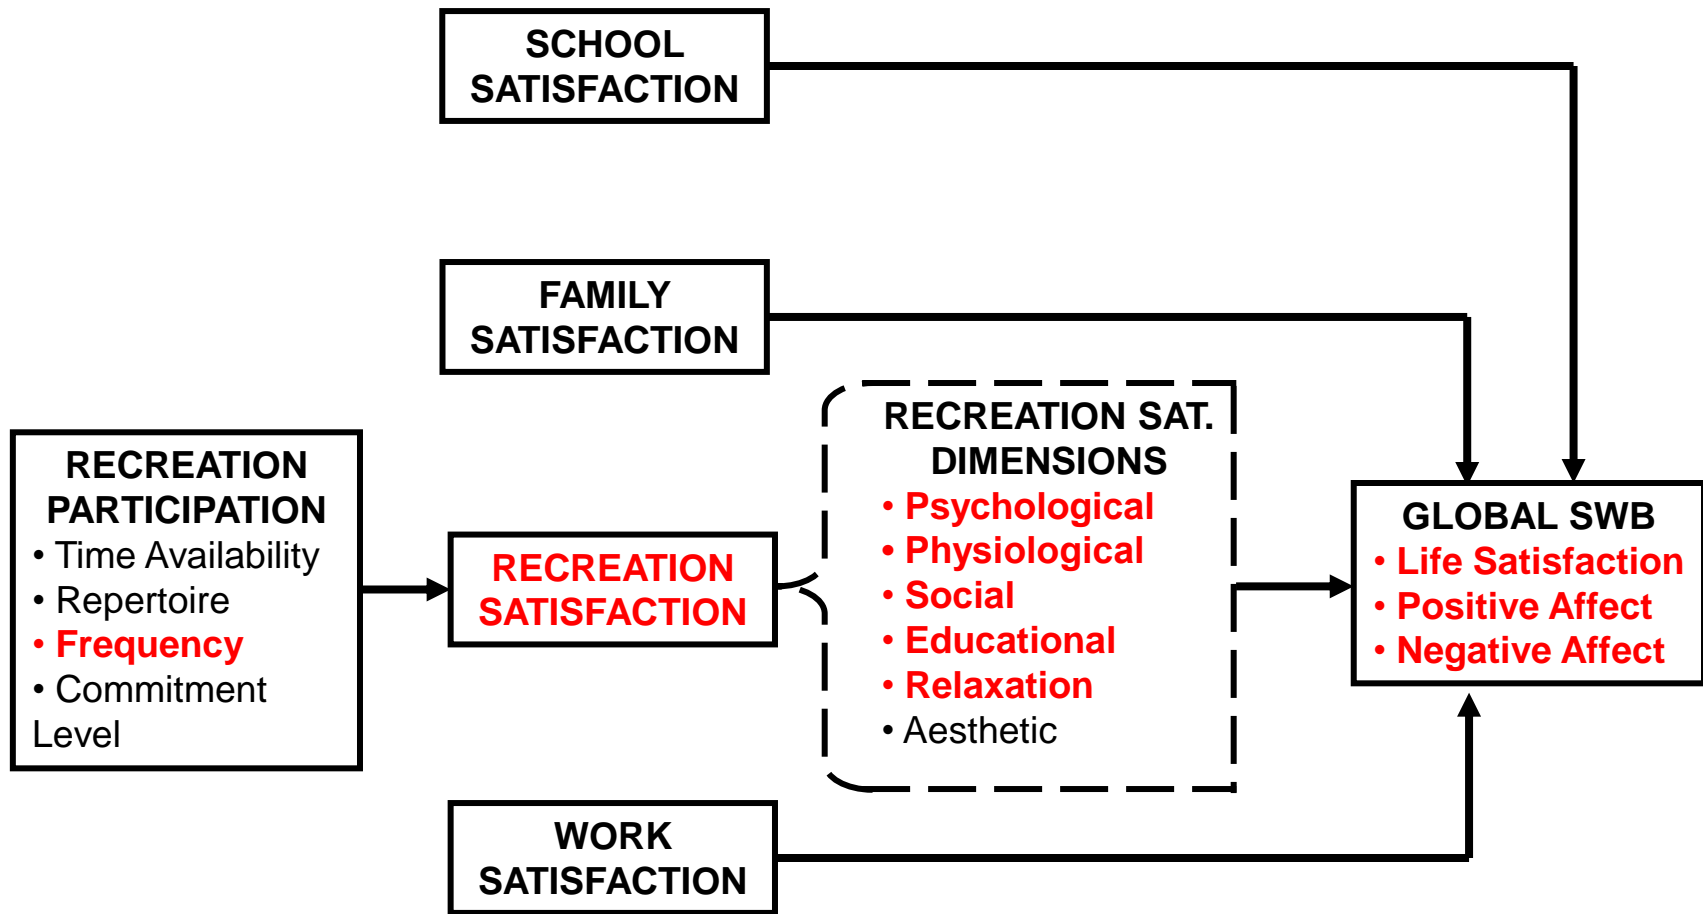 SCHOOL
SATISFACTION
FAMILY
SATISFACTION
RECREATION
PARTICIPATION
• Time Availability
• Repertoire
• Frequency
• Commitment
Level
RECREATION
SATISFACTION
RECREATION SAT.
DIMENSIONS
• Psychological
• Physiological
• Social
• Educational
• Relaxation
• Aesthetic
GLOBAL SWB
• Life Satisfaction
• Positive Affect
• Negative Affect
WORK
SATISFACTION